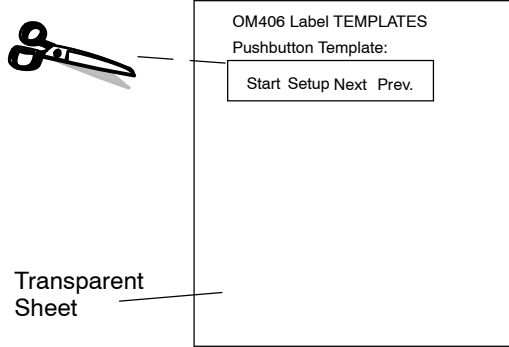 OM406 Label TEMPLATES
Pushbutton Template:
Start Setup Next Prev.
Transparent
Sheet